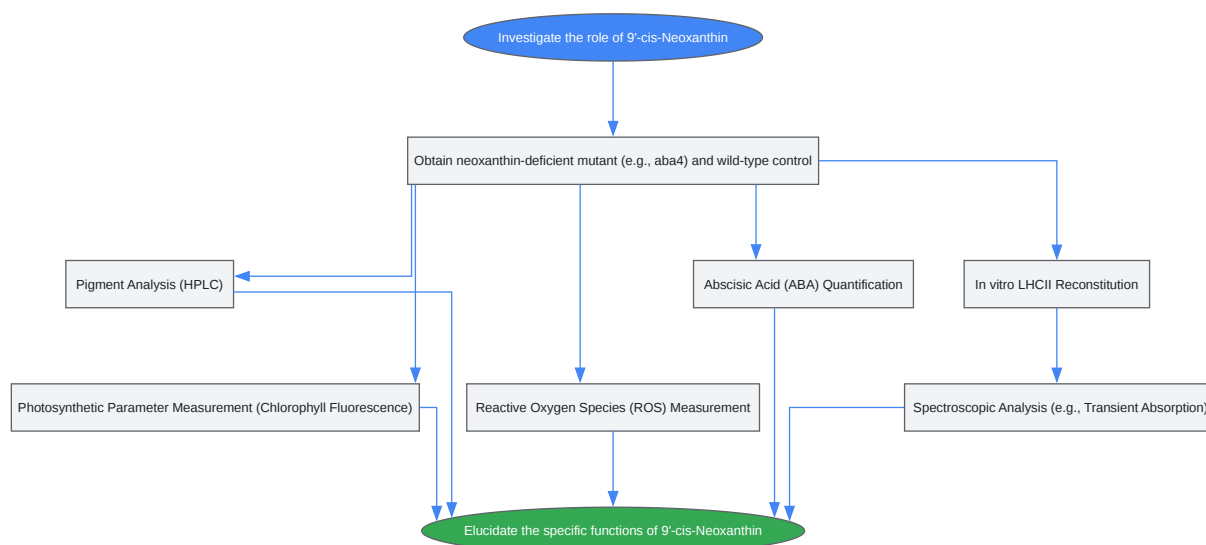 Investigate the role of 9'-cis-Neoxanthin
Obtain neoxanthin-deficient mutant (e.g., aba4) and wild-type control
Pigment Analysis (HPLC)
Abscisic Acid (ABA) Quantification
In vitro LHCII Reconstitution
Photosynthetic Parameter Measurement (Chlorophyll Fluorescence)
Reactive Oxygen Species (ROS) Measurement
Spectroscopic Analysis (e.g., Transient Absorption)
Elucidate the specific functions of 9'-cis-Neoxanthin